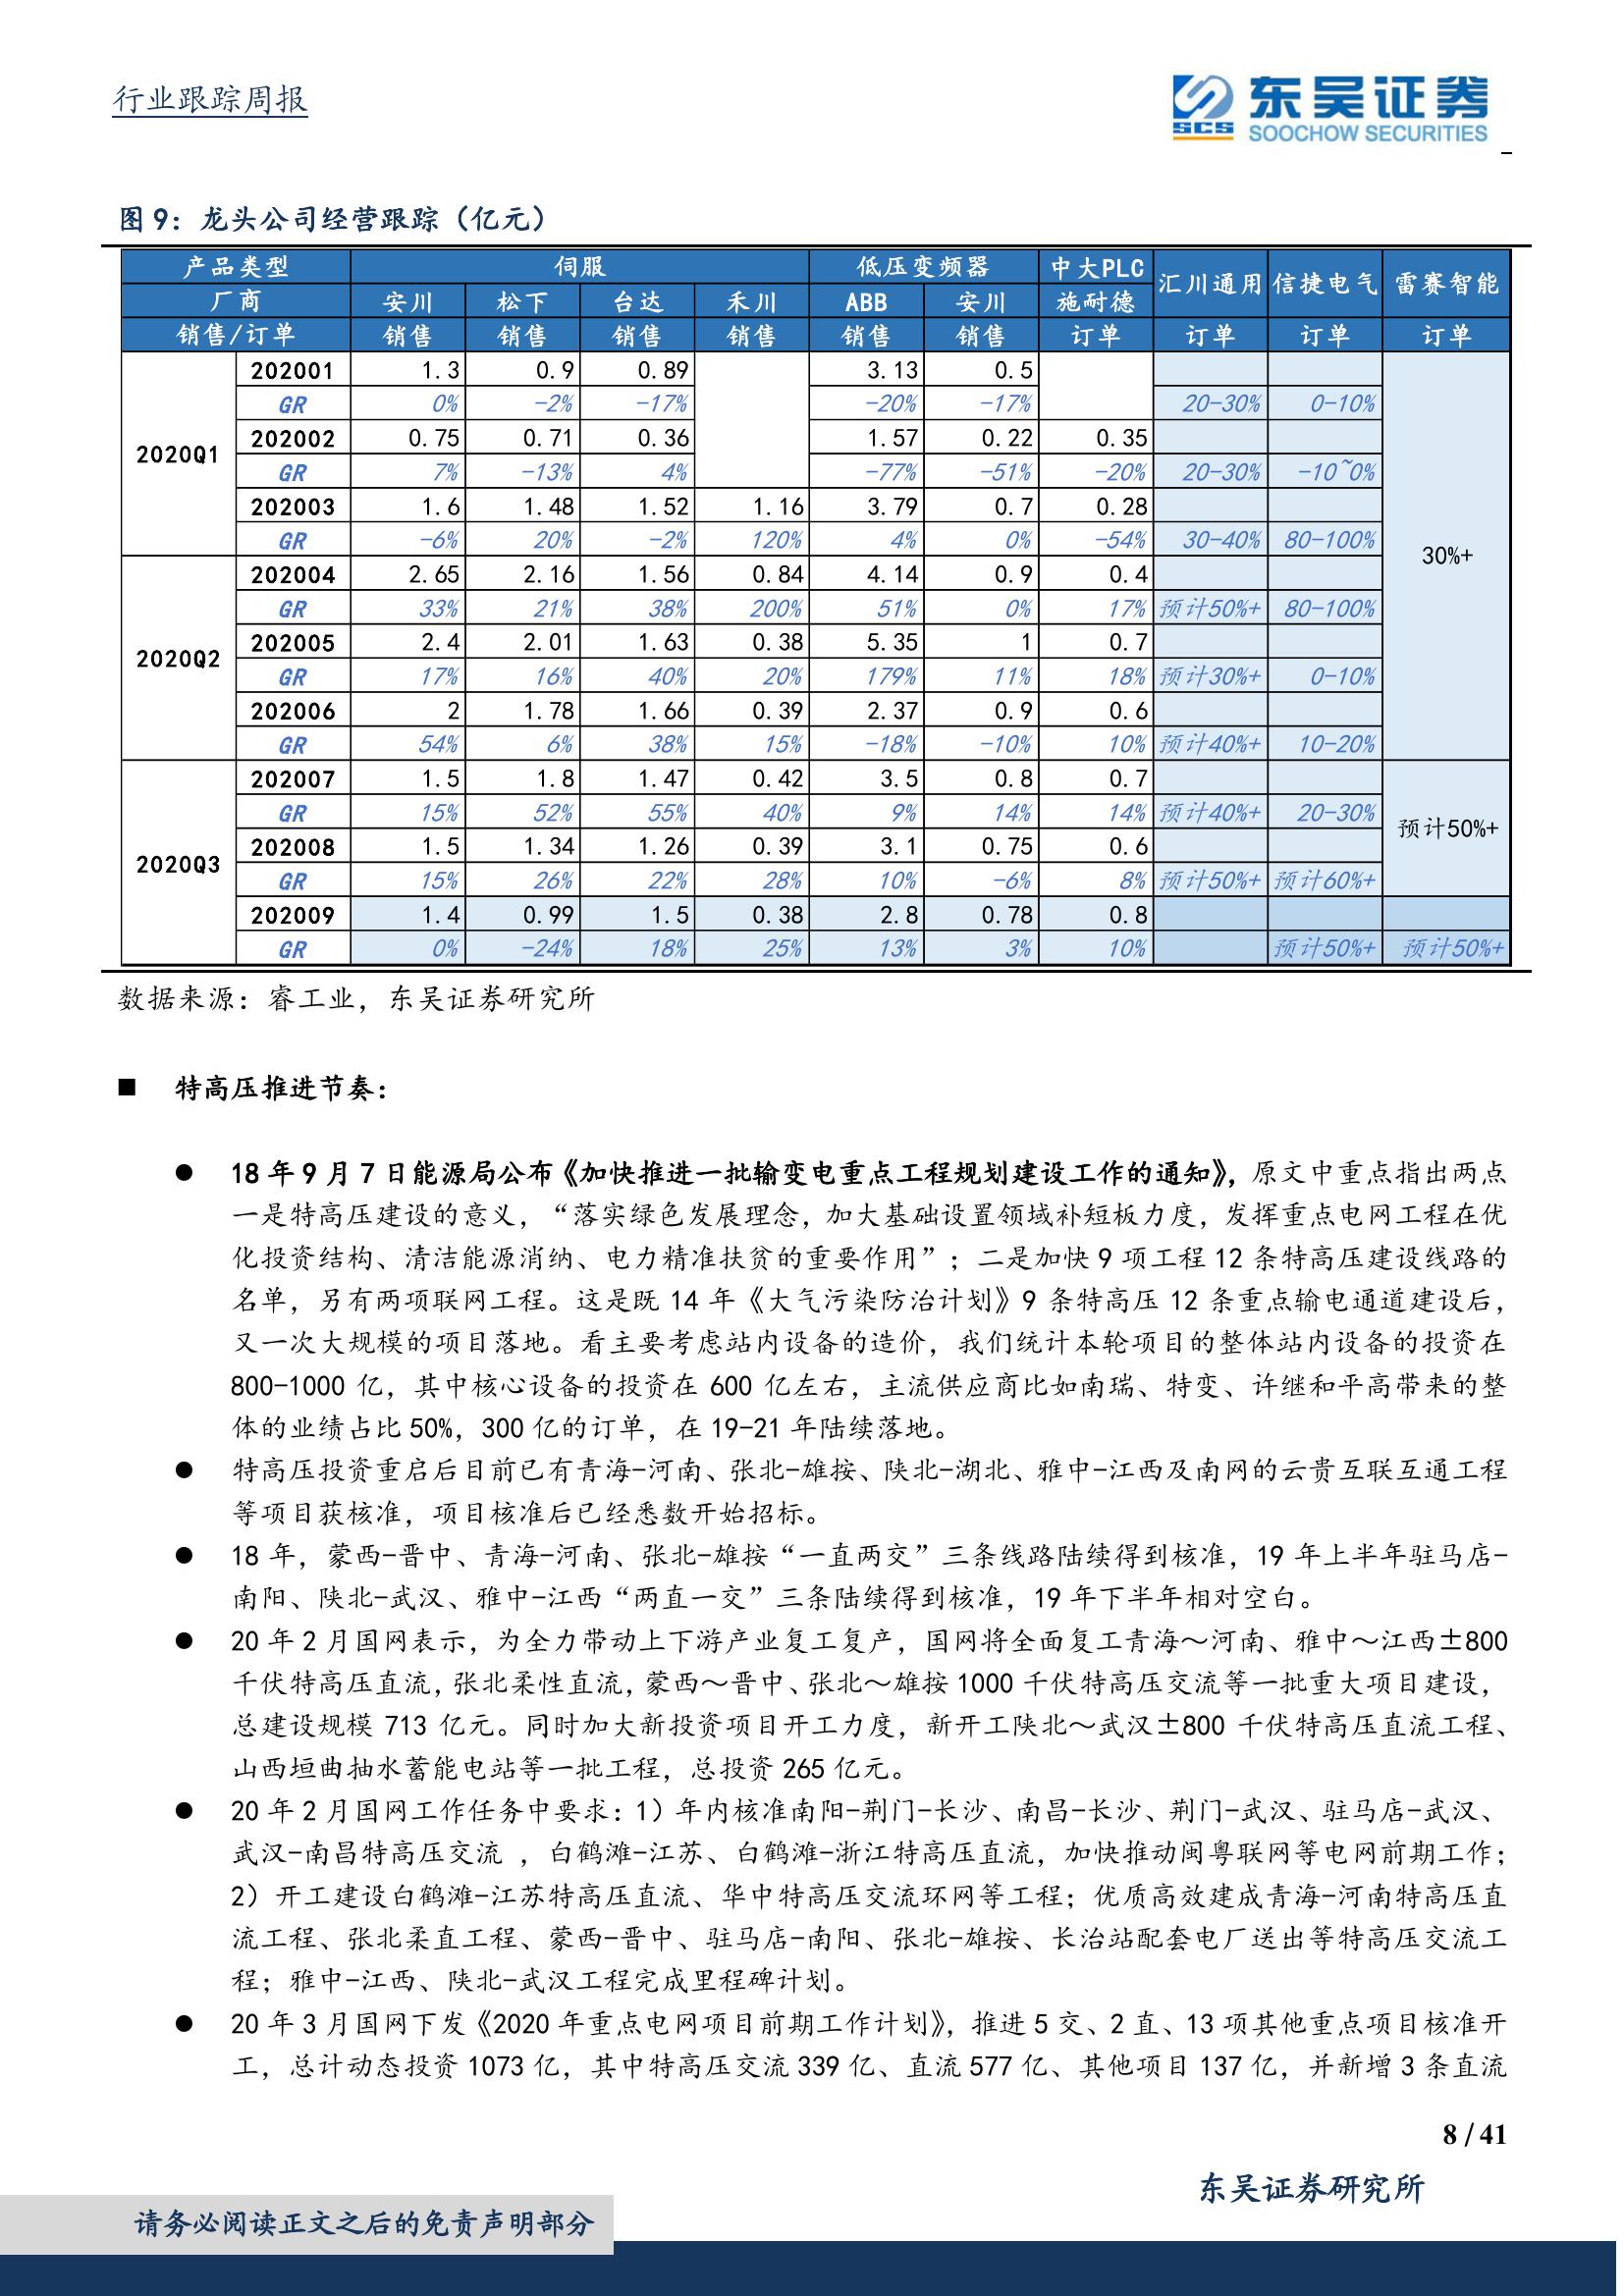 行业跟踪周报
SCS 东吴证券
SOOCHOW SECURITIES
图 9：龙头公司经营跟踪（亿元）
产品类型 伺服 低压变频器 中大PLC 汇川通用 信捷电气 雷赛智能
厂商 安川 松下 台达 禾川 ABB 安川 施耐德
销售/订单 销售 销售 销售 销售 销售 销售 订单 订单 订单 订单
2020Q1 202001 1.3 0.9 0.89 3.13 0.5
GR 0% -2% -17% -20% -17% 20-30% 0-10%
202002 0.75 0.71 0.36 1.57 0.22 0.35
GR 7% -13% 4% -77% -51% -20% 20-30% -10~0%
202003 1.6 1.48 1.52 1.16 3.79 0.7 0.28
GR -6% 20% -2% 120% 4% 0% -54% 30-40% 80-100%
30%+
2020Q2 202004 2.65 2.16 1.56 0.84 4.14 0.9 0.4
GR 33% 21% 38% 200% 51% 0% 17% 预计50%+ 80-100%
202005 2.4 2.01 1.63 0.38 5.35 1 0.7
GR 17% 16% 40% 20% 179% 11% 18% 预计30%+ 0-10%
202006 2 1.78 1.66 0.39 2.37 0.9 0.6
GR 54% 6% 38% 15% -18% -10% 10% 预计40%+ 10-20%
2020Q3 202007 1.5 1.8 1.47 0.42 3.5 0.8 0.7
GR 15% 52% 55% 40% 9% 14% 14% 预计40%+ 20-30%
预计50%+
202008 1.5 1.34 1.26 0.39 3.1 0.75 0.6
GR 15% 26% 22% 28% 10% -6% 8% 预计50%+ 预计60%+
202009 1.4 0.99 1.5 0.38 2.8 0.78 0.8
GR 0% -24% 18% 25% 13% 3% 10% 预计50%+ 预计50%+
数据来源：睿工业，东吴证券研究所
■ 特高压推进节奏：
● 18 年 9 月 7 日能源局公布《加快推进一批输变电重点工程规划建设工作的通知》，原文中重点指出两点
一是特高压建设的意义，“落实绿色发展理念，加大基础设置领域补短板力度，发挥重点电网工程在优
化投资结构、清洁能源消纳、电力精准扶贫的重要作用”；二是加快 9 项工程 12 条特高压建设线路的
名单，另有两项联网工程。这是既 14 年《大气污染防治计划》9 条特高压 12 条重点输电通道建设后，
又一次大规模的项目落地。看主要考虑站内设备的造价，我们统计本轮项目的整体站内设备的投资在
800-1000 亿，其中核心设备的投资在 600 亿左右，主流供应商比如南瑞、特变、许继和平高带来的整
体的业绩占比 50%，300 亿的订单，在 19-21 年陆续落地。
● 特高压投资重启后目前已有青海-河南、张北-雄按、陕北-湖北、雅中-江西及南网的云贵互联互通工程
等项目获核准，项目核准后已经悉数开始招标。
● 18 年，蒙西-晋中、青海-河南、张北-雄按“一直两交”三条线路陆续得到核准，19 年上半年驻马店-
南阳、陕北-武汉、雅中-江西“两直一交”三条陆续得到核准，19 年下半年相对空白。
● 20 年 2 月国网表示，为全力带动上下游产业复工复产，国网将全面复工青海～河南、雅中～江西±800
千伏特高压直流，张北柔性直流，蒙西～晋中、张北～雄按 1000 千伏特高压交流等一批重大项目建设，
总建设规模 713 亿元。同时加大新投资项目开工力度，新开工陕北～武汉±800 千伏特高压直流工程、
山西垣曲抽水蓄能电站等一批工程，总投资 265 亿元。
● 20 年 2 月国网工作任务中要求：1）年内核准南阳-荆门-长沙、南昌-长沙、荆门-武汉、驻马店-武汉、
武汉-南昌特高压交流 ，白鹤滩-江苏、白鹤滩-浙江特高压直流，加快推动闽粤联网等电网前期工作；
2）开工建设白鹤滩-江苏特高压直流、华中特高压交流环网等工程；优质高效建成青海-河南特高压直
流工程、张北柔直工程、蒙西-晋中、驻马店-南阳、张北-雄按、长治站配套电厂送出等特高压交流工
程；雅中-江西、陕北-武汉工程完成里程碑计划。
● 20 年 3 月国网下发《2020 年重点电网项目前期工作计划》，推进 5 交、2 直、13 项其他重点项目核准开
工，总计动态投资 1073 亿，其中特高压交流 339 亿、直流 577 亿、其他项目 137 亿，并新增 3 条直流
8 / 41
东吴证券研究所
请务必阅读正文之后的免责声明部分